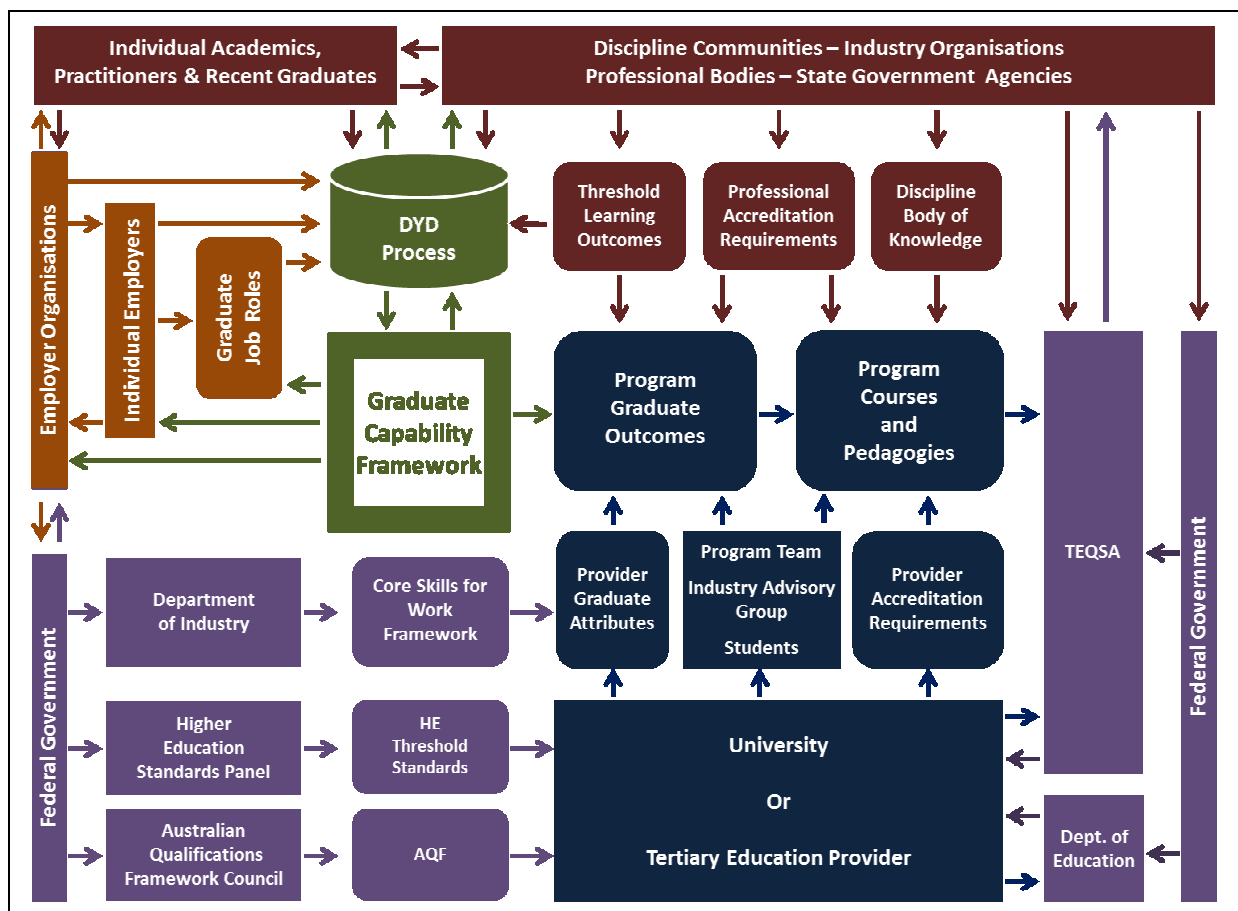 Individual Academics,
Practitioners & Recent Graduates
Discipline Communities – Industry Organisations
Professional Bodies – State Government Agencies
Employer Organisations
Individual Employers
Graduate
Job Roles
DYD
Process
Threshold
Learning
Outcomes
Professional
Accreditation
Requirements
Discipline
Body of
Knowledge
Graduate
Capability
Framework
Program
Graduate
Outcomes
Program
Courses
and
Pedagogies
TEQSA
Federal Government
Federal Government
Department
of Industry
Core Skills for
Work
Framework
Provider
Graduate
Attributes
Program Team
Industry Advisory
Group
Students
Provider
Accreditation
Requirements
Higher
Education
Standards Panel
HE
Threshold
Standards
University
Or
Tertiary Education Provider
Australian
Qualifications
Framework Council
AQF
Dept. of
Education